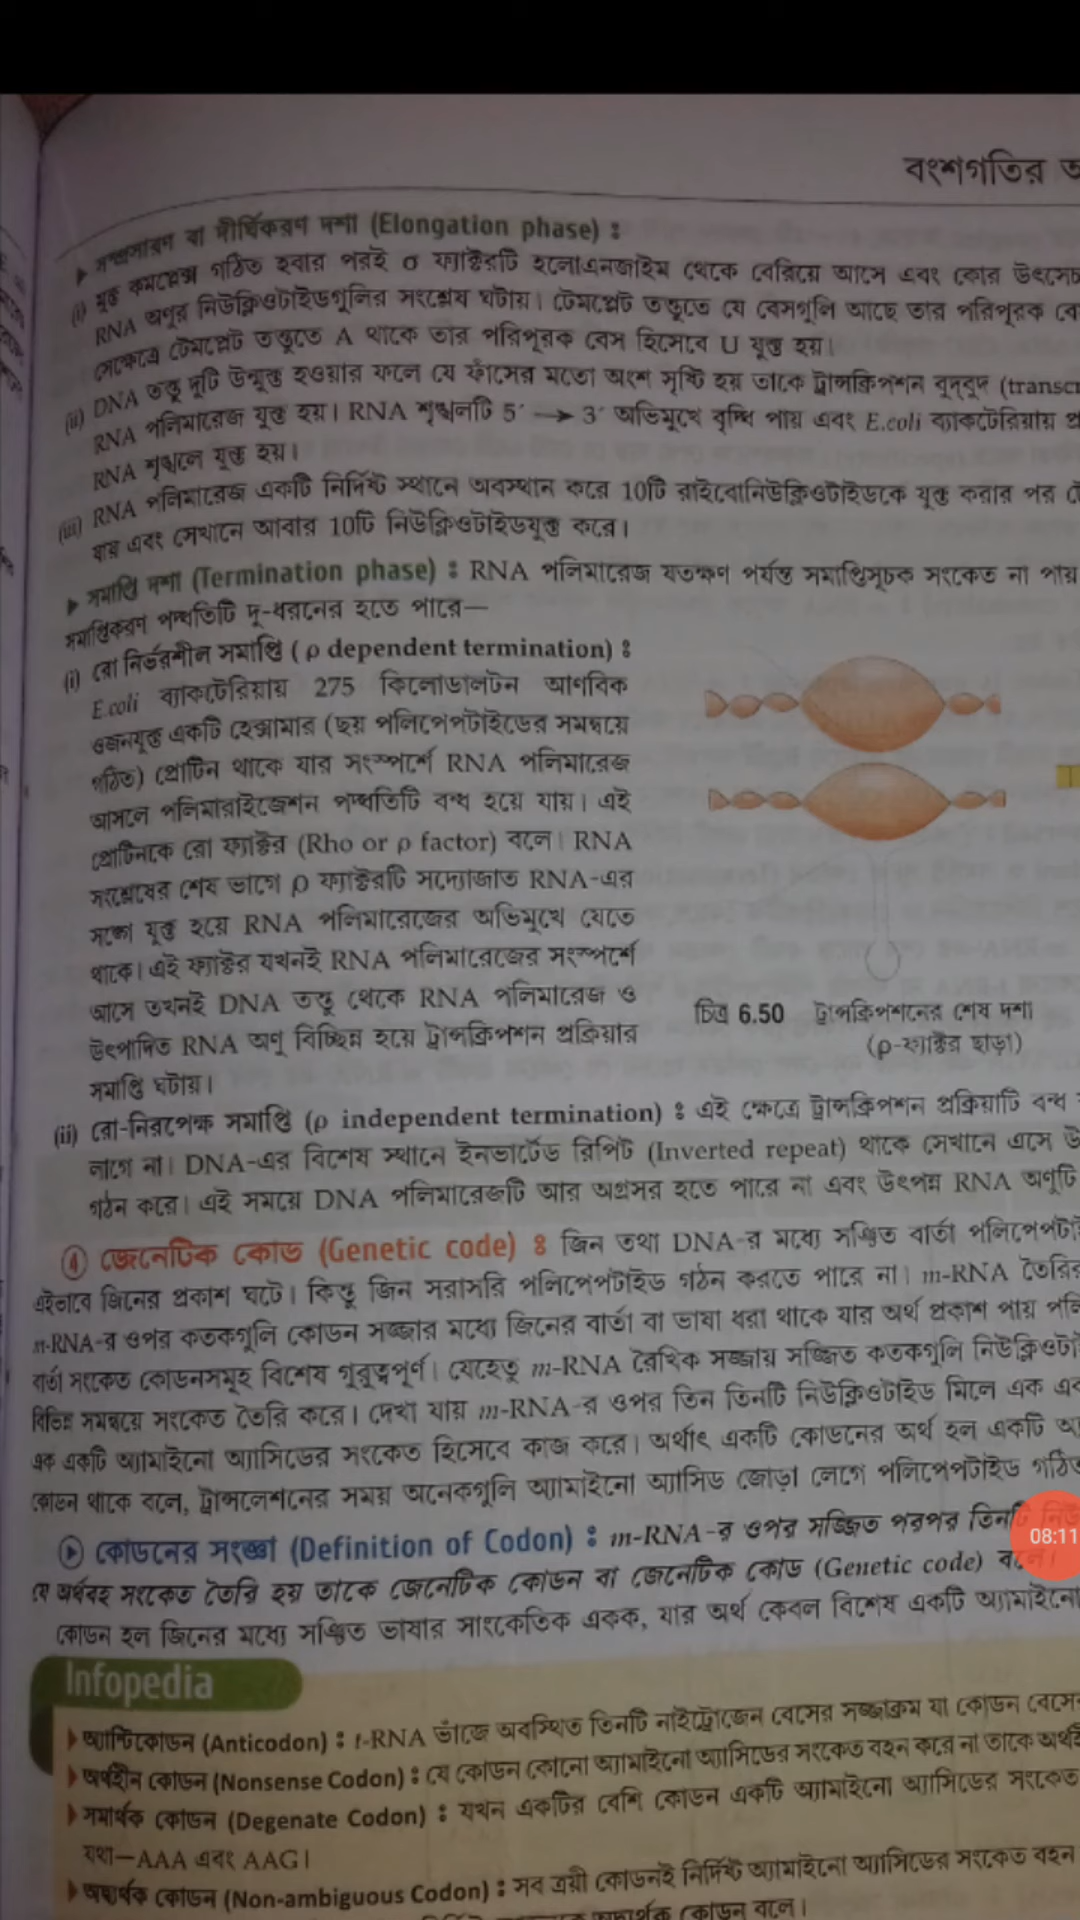 বংশগতির
▸ সম্প্রসারণ বা দীর্ঘিকরণ দশা (Elongation phase) :
(i) মুক্ত কমপ্লেক্স গঠিত হবার পরই σ ফ্যাক্টরটি হলোএনজাইম থেকে বেরিয়ে আসে এবং কোর উৎসেচ
RNA অণুর নিউক্লিওটাইডগুলির সংশ্লেষ ঘটায়। টেমপ্লেট তন্তুতে যে বেসগুলি আছে তার পরিপূরক
সেক্ষেত্রে টেমপ্লেট তন্তুতে A থাকে তার পরিপূরক বেস হিসেবে U যুক্ত হয়।
(ii) DNA তন্তু দুটি উন্মুক্ত হওয়ার ফলে যে ফাঁসের মতো অংশ সৃষ্টি হয় তাকে ট্রান্সক্রিপশন বুদ্‌বুদ (transcr
RNA পলিমারেজ যুক্ত হয়। RNA শৃঙ্খলটি 5´ → 3´ অভিমুখে বৃদ্ধি পায় এবং E.coli ব্যাকটেরিয়ায়
RNA শৃঙ্খলে যুক্ত হয়।
(iii) RNA পলিমারেজ একটি নির্দিষ্ট স্থানে অবস্থান করে 10টি রাইবোনিউক্লিওটাইডকে যুক্ত করার পর
যায় এবং সেখানে আবার 10টি নিউক্লিওটাইডযুক্ত করে।
▸ সমাপ্তি দশা (Termination phase) : RNA পলিমারেজ যতক্ষণ পর্যন্ত সমাপ্তিসূচক সংকেত না পায়
সমাপ্তিকরণ পদ্ধতিটি দু-ধরনের হতে পারে—
(i) রো নির্ভরশীল সমাপ্তি ( ρ dependent termination) :
E.coli ব্যাকটেরিয়ায় 275 কিলোডালটন আণবিক
ওজনযুক্ত একটি হেক্সামার (ছয় পলিপেপটাইডের সমন্বয়ে
গঠিত) প্রোটিন থাকে যার সংস্পর্শে RNA পলিমারেজ
আসলে পলিমারাইজেশন পদ্ধতিটি বন্ধ হয়ে যায়। এই
প্রোটিনকে রো ফ্যাক্টর (Rho or ρ factor) বলে। RNA
সংশ্লেষের শেষ ভাগে ρ ফ্যাক্টরটি সদ্যোজাত RNA-এর
সঙ্গে যুক্ত হয়ে RNA পলিমারেজের অভিমুখে যেতে
থাকে। এই ফ্যাক্টর যখনই RNA পলিমারেজের সংস্পর্শে
আসে তখনই DNA তন্তু থেকে RNA পলিমারেজ ও
উৎপাদিত RNA অণু বিচ্ছিন্ন হয়ে ট্রান্সক্রিপশন প্রক্রিয়ার
সমাপ্তি ঘটায়।
চিত্র 6.50 ট্রান্সক্রিপশনের শেষ দশা
(ρ-ফ্যাক্টর ছাড়া)
(ii) রো-নিরপেক্ষ সমাপ্তি (ρ independent termination) : এই ক্ষেত্রে ট্রান্সক্রিপশন প্রক্রিয়াটি বন্ধ
লাগে না। DNA-এর বিশেষ স্থানে ইনভার্টেড রিপিট (Inverted repeat) থাকে সেখানে এসে
গঠন করে। এই সময়ে DNA পলিমারেজটি আর অগ্রসর হতে পারে না এবং উৎপন্ন RNA অণুটি
④ জেনেটিক কোড (Genetic code) : জিন তথা DNA-র মধ্যে সঞ্চিত বার্তা পলিপেপটা
এইভাবে জিনের প্রকাশ ঘটে। কিন্তু জিন সরাসরি পলিপেপটাইড গঠন করতে পারে না। m-RNA তৈরির
m-RNA-র ওপর কতকগুলি কোডন সজ্জার মধ্যে জিনের বার্তা বা ভাষা ধরা থাকে যার অর্থ প্রকাশ পায় পলি
বার্তা সংকেত কোডনসমূহ বিশেষ গুরুত্বপূর্ণ। যেহেতু m-RNA রৈখিক সজ্জায় সজ্জিত কতকগুলি নিউক্লিওটা
বিভিন্ন সমন্বয়ে সংকেত তৈরি করে। দেখা যায় m-RNA-র ওপর তিন তিনটি নিউক্লিওটাইড মিলে এক
এক একটি অ্যামাইনো অ্যাসিডের সংকেত হিসেবে কাজ করে। অর্থাৎ একটি কোডনের অর্থ হল একটি
কোডন থাকে বলে, ট্রান্সলেশনের সময় অনেকগুলি অ্যামাইনো অ্যাসিড জোড়া লেগে পলিপেপটাইড গঠিত
▸ কোডনের সংজ্ঞা (Definition of Codon) : m-RNA-র ওপর সজ্জিত পরপর তিনটি
যে অর্থবহ সংকেত তৈরি হয় তাকে জেনেটিক কোডন বা জেনেটিক কোড (Genetic code) বলে।
কোডন হল জিনের মধ্যে সঞ্চিত ভাষার সাংকেতিক একক, যার অর্থ কেবল বিশেষ একটি অ্যামাইনো
08:11
Infopedia
▸ অ্যান্টিকোডন (Anticodon) : t-RNA ভাঁজে অবস্থিত তিনটি নাইট্রোজেন বেসের সজ্জাক্রম যা কোডন বেসে
▸ অর্থহীন কোডন (Nonsense Codon) : যে কোডন কোনো অ্যামাইনো অ্যাসিডের সংকেত বহন করে না তাকে
▸ সমার্থক কোডন (Degenate Codon) : যখন একটির বেশি কোডন একটি অ্যামাইনো অ্যাসিডের সংকেত
যথা—AAA এবং AAG।
▸ কোডন (Non-ambiguous Codon) : সব ত্রয়ী কোডনই নির্দিষ্ট অ্যামাইনো অ্যাসিডের সংকেত বহন
কোডন বলে।